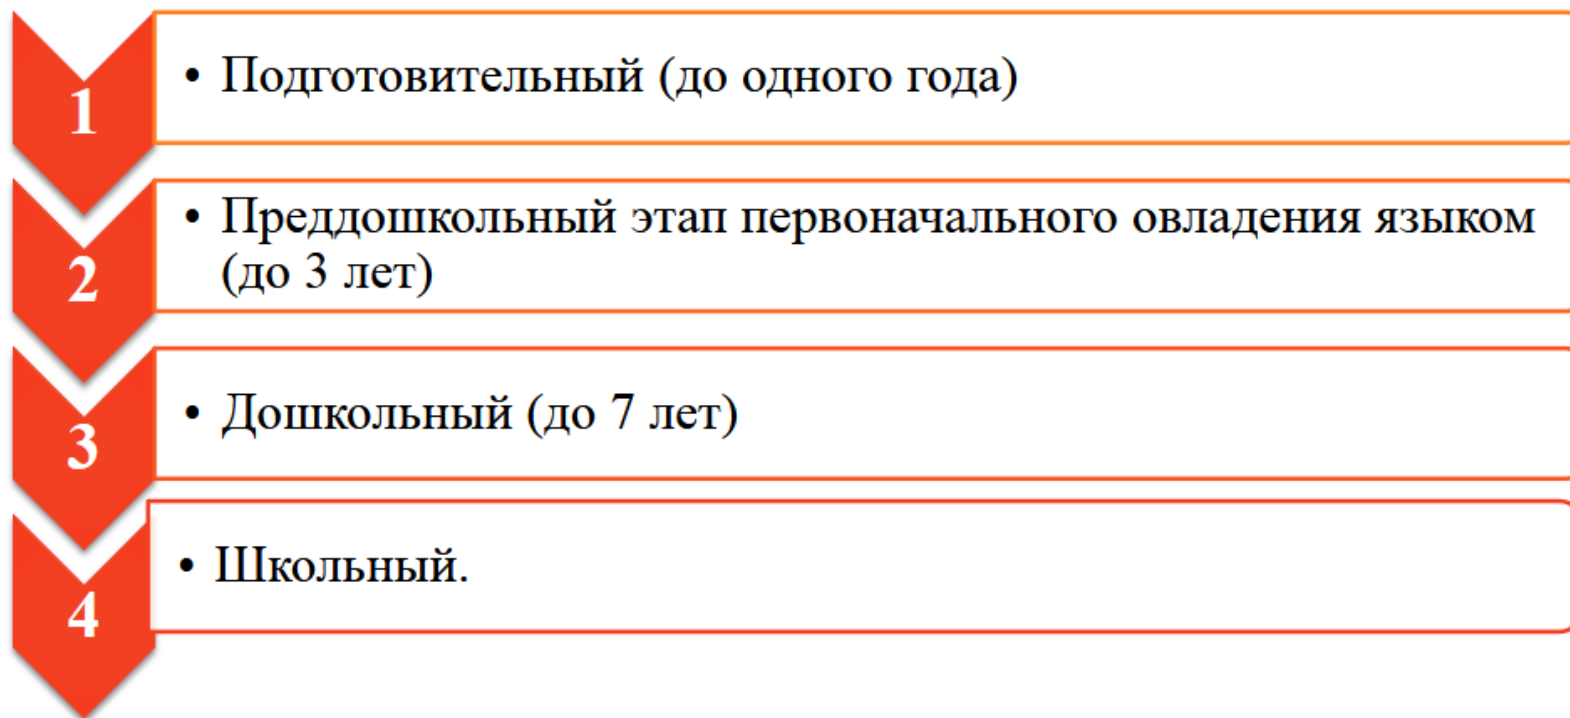 1
• Подготовительный (до одного года)
2
• Преддошкольный этап первоначального овладения языком
(до 3 лет)
3
• Дошкольный (до 7 лет)
4
• Школьный.